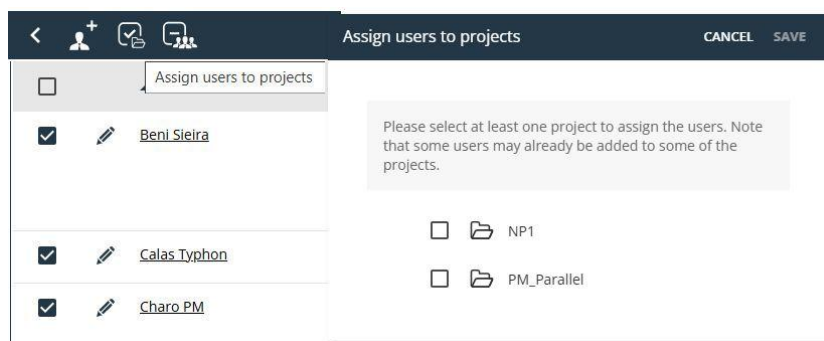 Assign users to projects
Beni Sieira
Calas Typhon
Charo PM
Assign users to projects
CANCEL SAVE
Please select at least one project to assign the users. Note
that some users may already be added to some of the
projects.
NP1
PM_Parallel